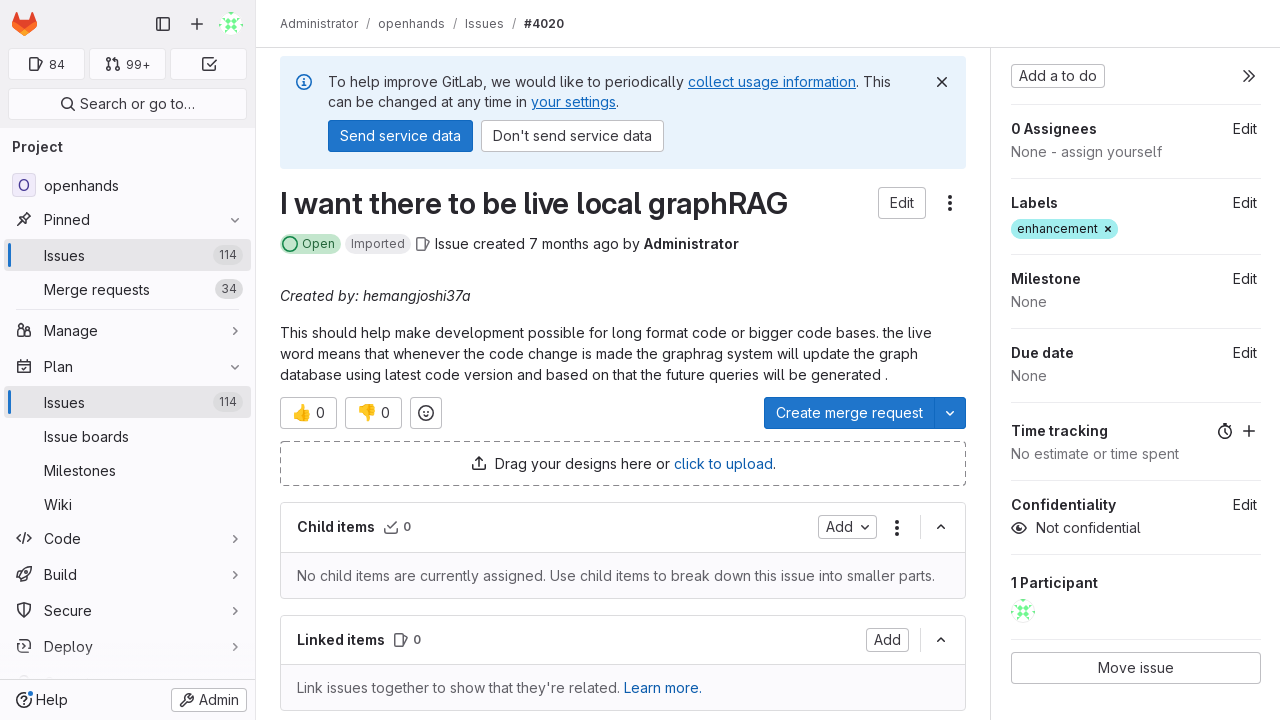 Administrator / openhands / Issues / #4020
84
99+
Search or go to…
Project
O openhands
Pinned
Issues 114
Merge requests 34
Manage
Plan
Issues 114
Issue boards
Milestones
Wiki
Code
Build
Secure
Deploy
Help
Admin
To help improve GitLab, we would like to periodically collect usage information. This
can be changed at any time in your settings.
Send service data
Don't send service data
I want there to be live local graphRAG
Edit
Open Imported Issue created 7 months ago by Administrator
Created by: hemangjoshi37a
This should help make development possible for long format code or bigger code bases. the live
word means that whenever the code change is made the graphrag system will update the graph
database using latest code version and based on that the future queries will be generated .
👍 0
👎 0
Create merge request
Drag your designs here or click to upload.
Child items 0
Add
No child items are currently assigned. Use child items to break down this issue into smaller parts.
Linked items 0
Add
Link issues together to show that they're related. Learn more.
Add a to do
0 Assignees Edit
None - assign yourself
Labels Edit
enhancement ×
Milestone Edit
None
Due date Edit
None
Time tracking
No estimate or time spent
Confidentiality Edit
Not confidential
1 Participant
Move issue